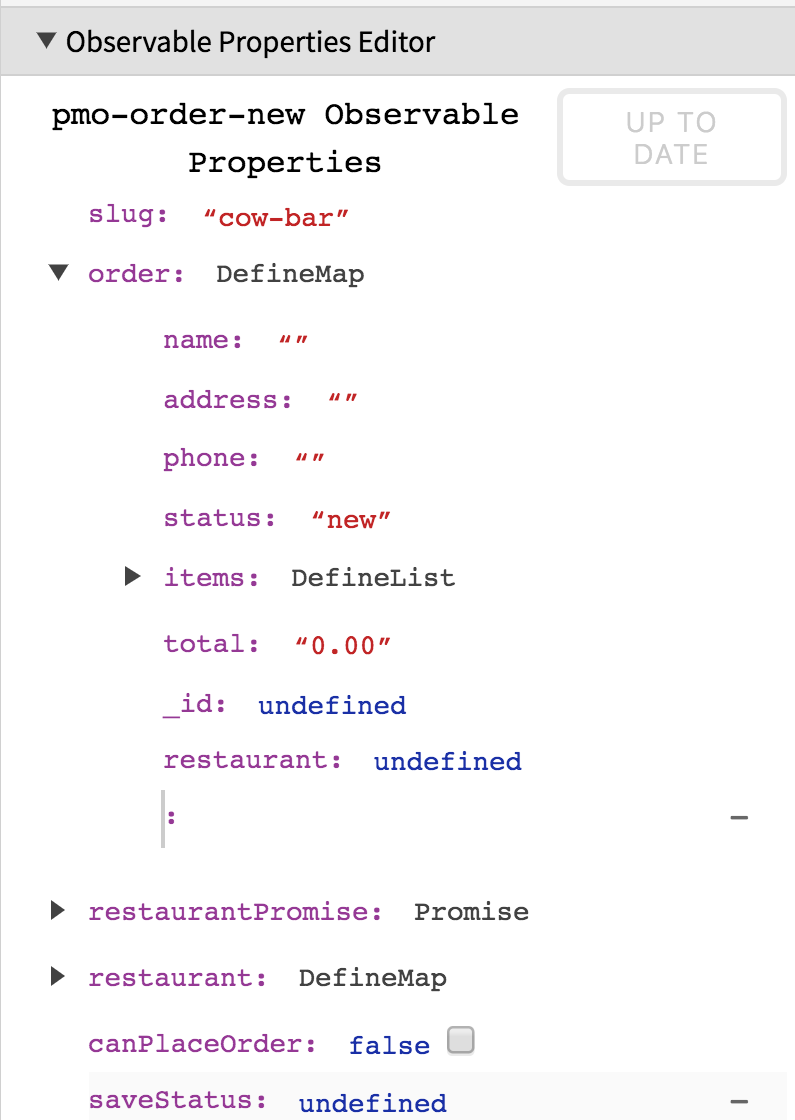 Observable Properties Editor
pmo-order-new Observable
Properties
UP TO
DATE
slug: “cow-bar”
order: DefineMap
name: “”
address: “”
phone: “”
status: “new”
items: DefineList
total: “0.00”
_id: undefined
restaurant: undefined
: −
restaurantPromise: Promise
restaurant: DefineMap
canPlaceOrder: false
saveStatus: undefined −